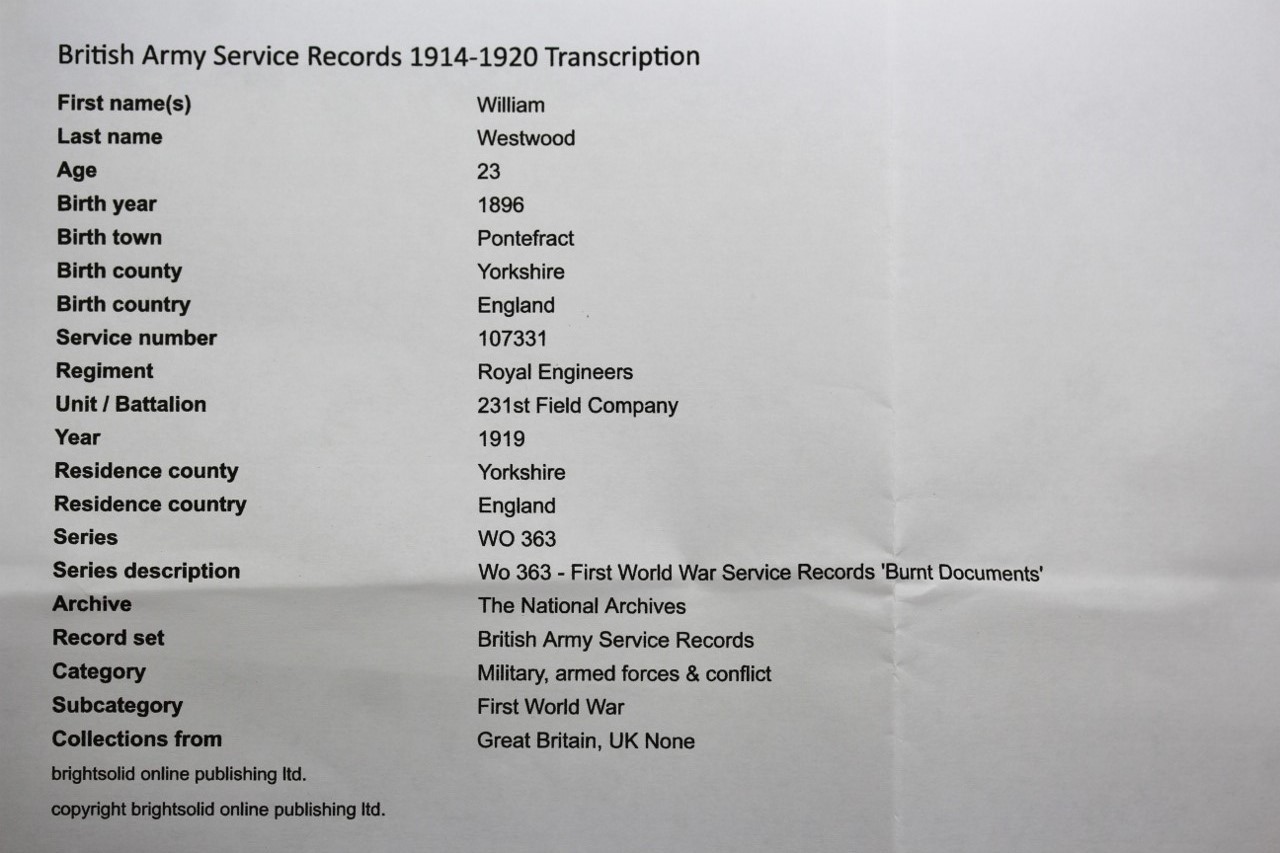 British Army Service Records 1914-1920 Transcription
First name(s) William
Last name Westwood
Age 23
Birth year 1896
Birth town Pontefract
Birth county Yorkshire
Birth country England
Service number 107331
Regiment Royal Engineers
Unit / Battalion 231st Field Company
Year 1919
Residence county Yorkshire
Residence country England
Series WO 363
Series description Wo 363 - First World War Service Records 'Burnt Documents'
Archive The National Archives
Record set British Army Service Records
Category Military, armed forces & conflict
Subcategory First World War
Collections from Great Britain, UK None
brightsolid online publishing ltd.
copyright brightsolid online publishing ltd.